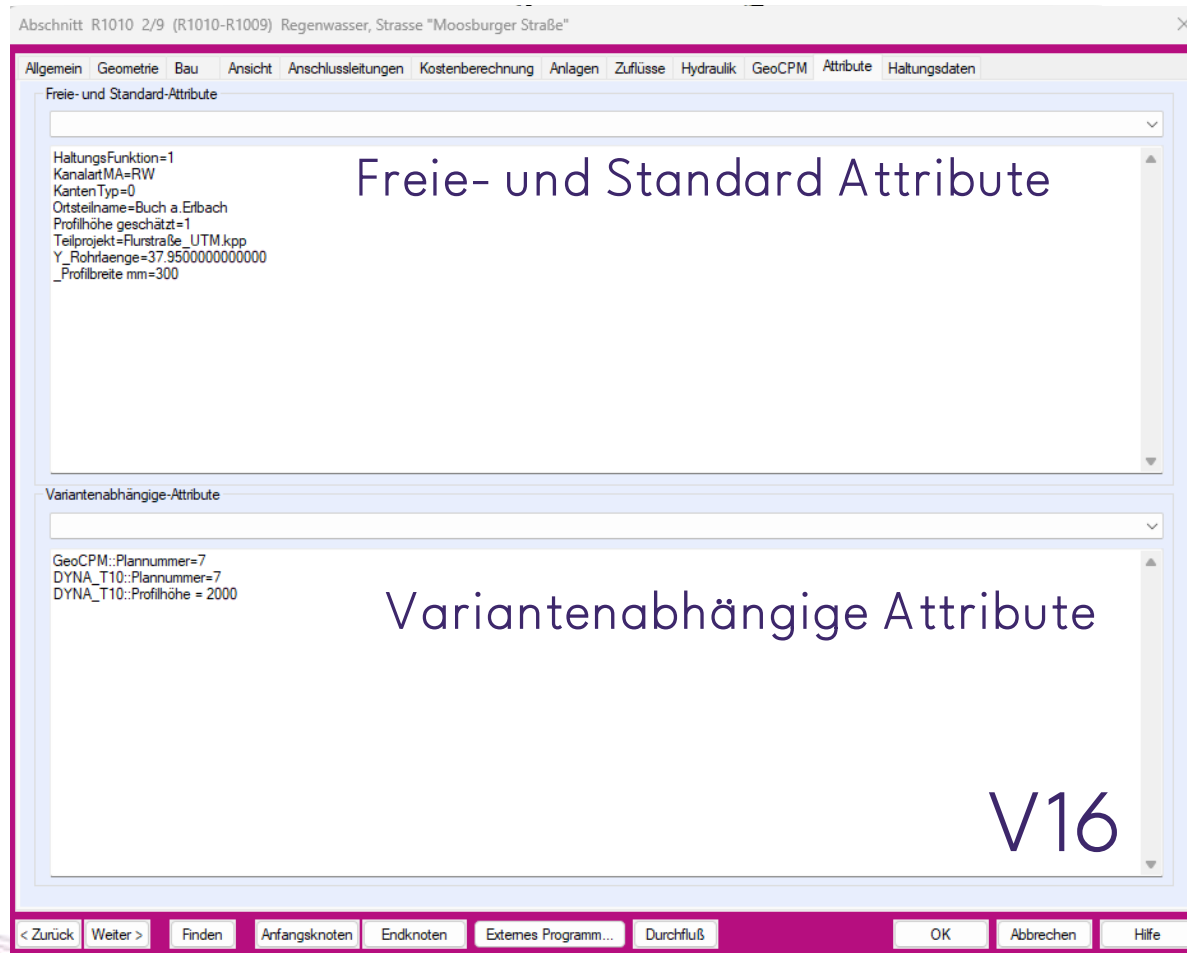 Abschnitt R1010 2/9 (R1010-R1009) Regenwasser, Strasse "Moosburger Straße"
Allgemein Geometrie Bau Ansicht Anschlussleitungen Kostenberechnung Anlagen Zuflüsse Hydraulik GeoCPM Attribute Haltungsdaten
Freie- und Standard-Attribute
HaltungsFunktion=1
KanalartMA=RW
KantenTyp=0
Ortsteilname=Buch a.Erlbach
Profilhöhe geschätzt=1
Teilprojekt=Flurstraße_UTM.kpp
Y_Rohrlaenge=37.9500000000000
_Profilbreite mm=300
Freie- und Standard Attribute
Variantenabhängige-Attribute
GeoCPM::Plannummer=7
DYNA_T10::Plannummer=7
DYNA_T10::Profilhöhe = 2000
Variantenabhängige Attribute
V16
< Zurück Weiter > Finden Anfangsknoten Endknoten Externes Programm... Durchfluß OK Abbrechen Hilfe